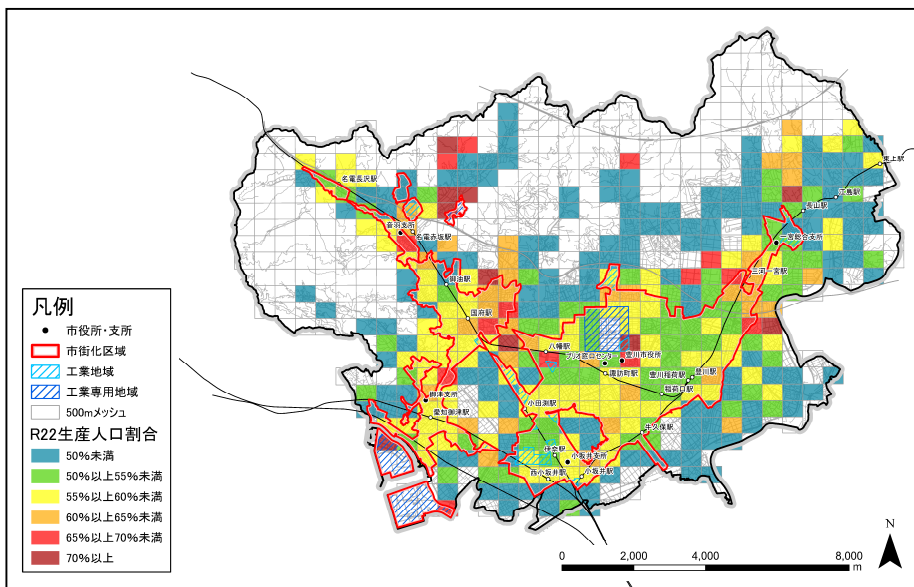 東上駅
江島駅
長山駅
一宮総合支所
三河一宮駅
名電長沢駅
音羽支所
名電赤坂駅
御油駅
国府駅
八幡駅
プリオ窓口センター
豊川市役所
諏訪町駅
豊川稲荷駅
豊川駅
稲荷口駅
御津支所
愛知御津駅
小田渕駅
牛久保駅
伊奈駅
小坂井支所
西小坂井駅
小坂井駅
凡例
市役所・支所
市街化区域
工業地域
工業専用地域
500mメッシュ
R22生産人口割合
50%未満
50%以上55%未満
55%以上60%未満
60%以上65%未満
65%以上70%未満
70%以上
N
0 2,000 4,000 8,000
m